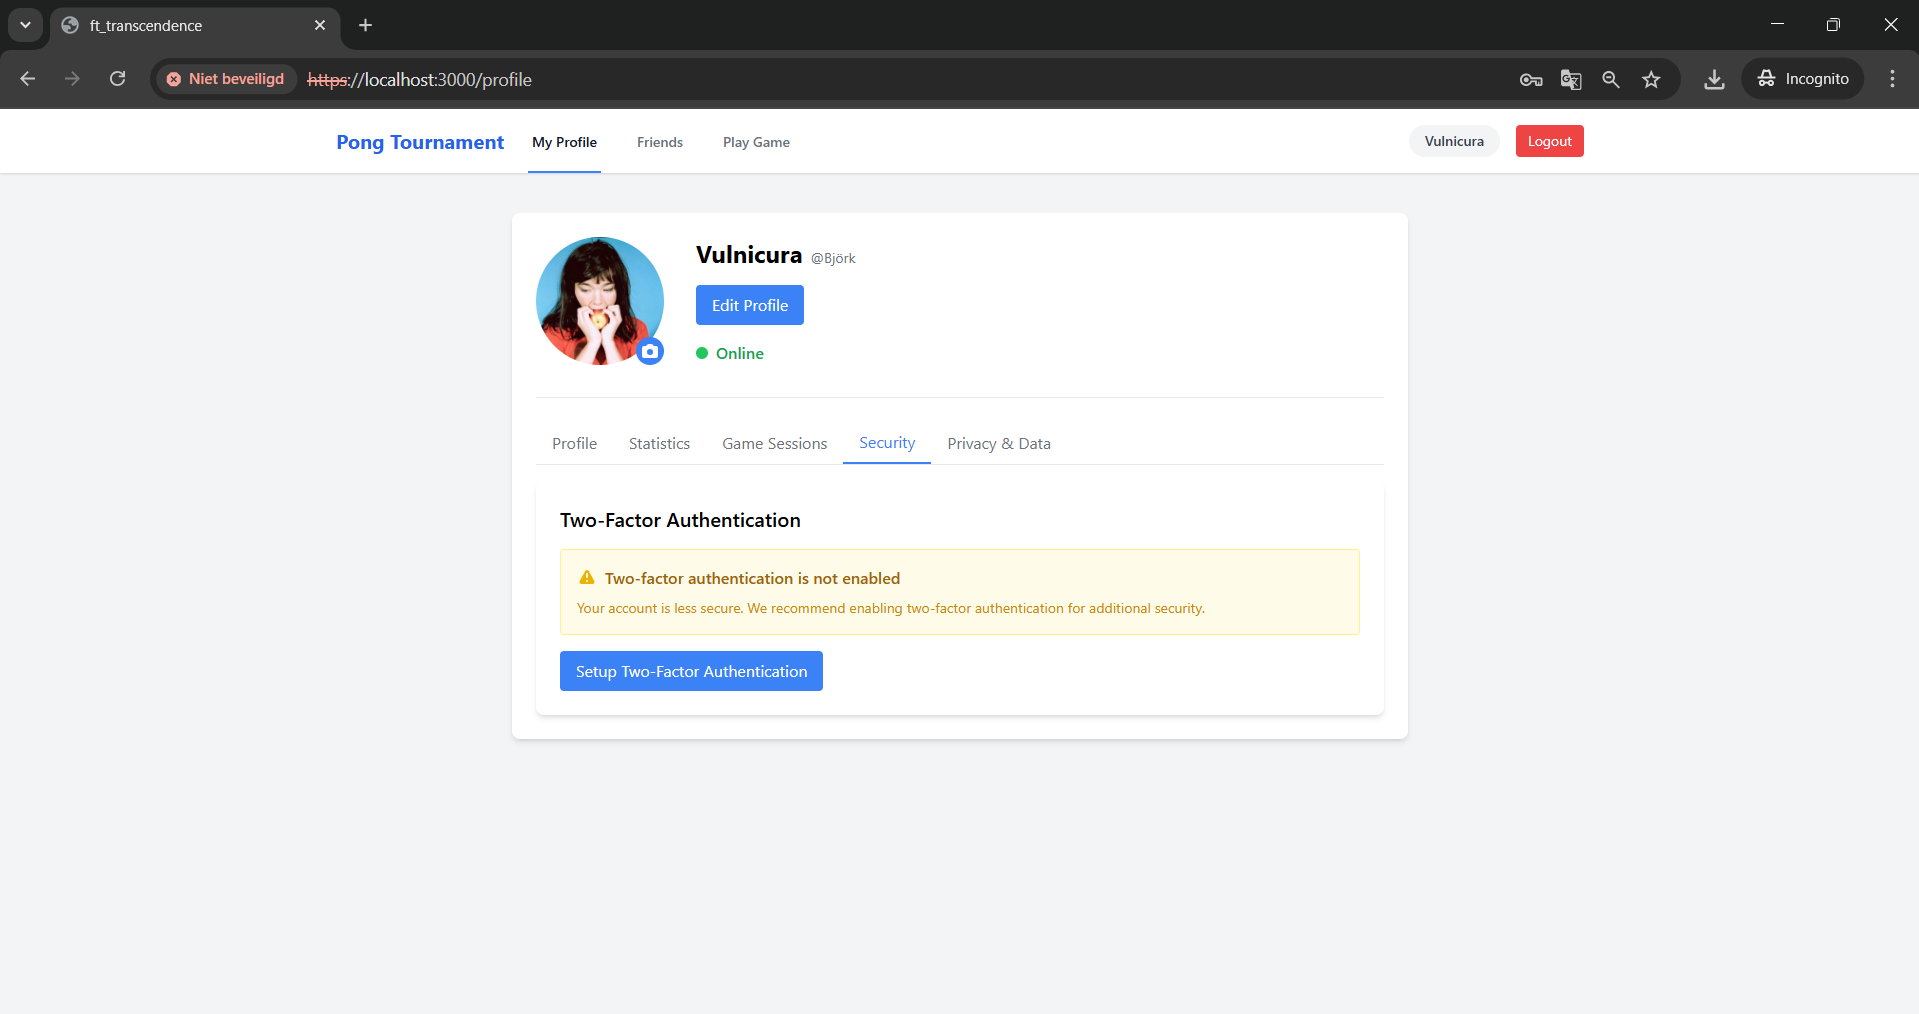 ft_transcendence
Niet beveiligd https://localhost:3000/profile
Incognito
Pong Tournament My Profile Friends Play Game Vulnicura Logout
Vulnicura @Björk
Edit Profile
Online
Profile Statistics Game Sessions Security Privacy & Data
Two-Factor Authentication
Two-factor authentication is not enabled
Your account is less secure. We recommend enabling two-factor authentication for additional security.
Setup Two-Factor Authentication